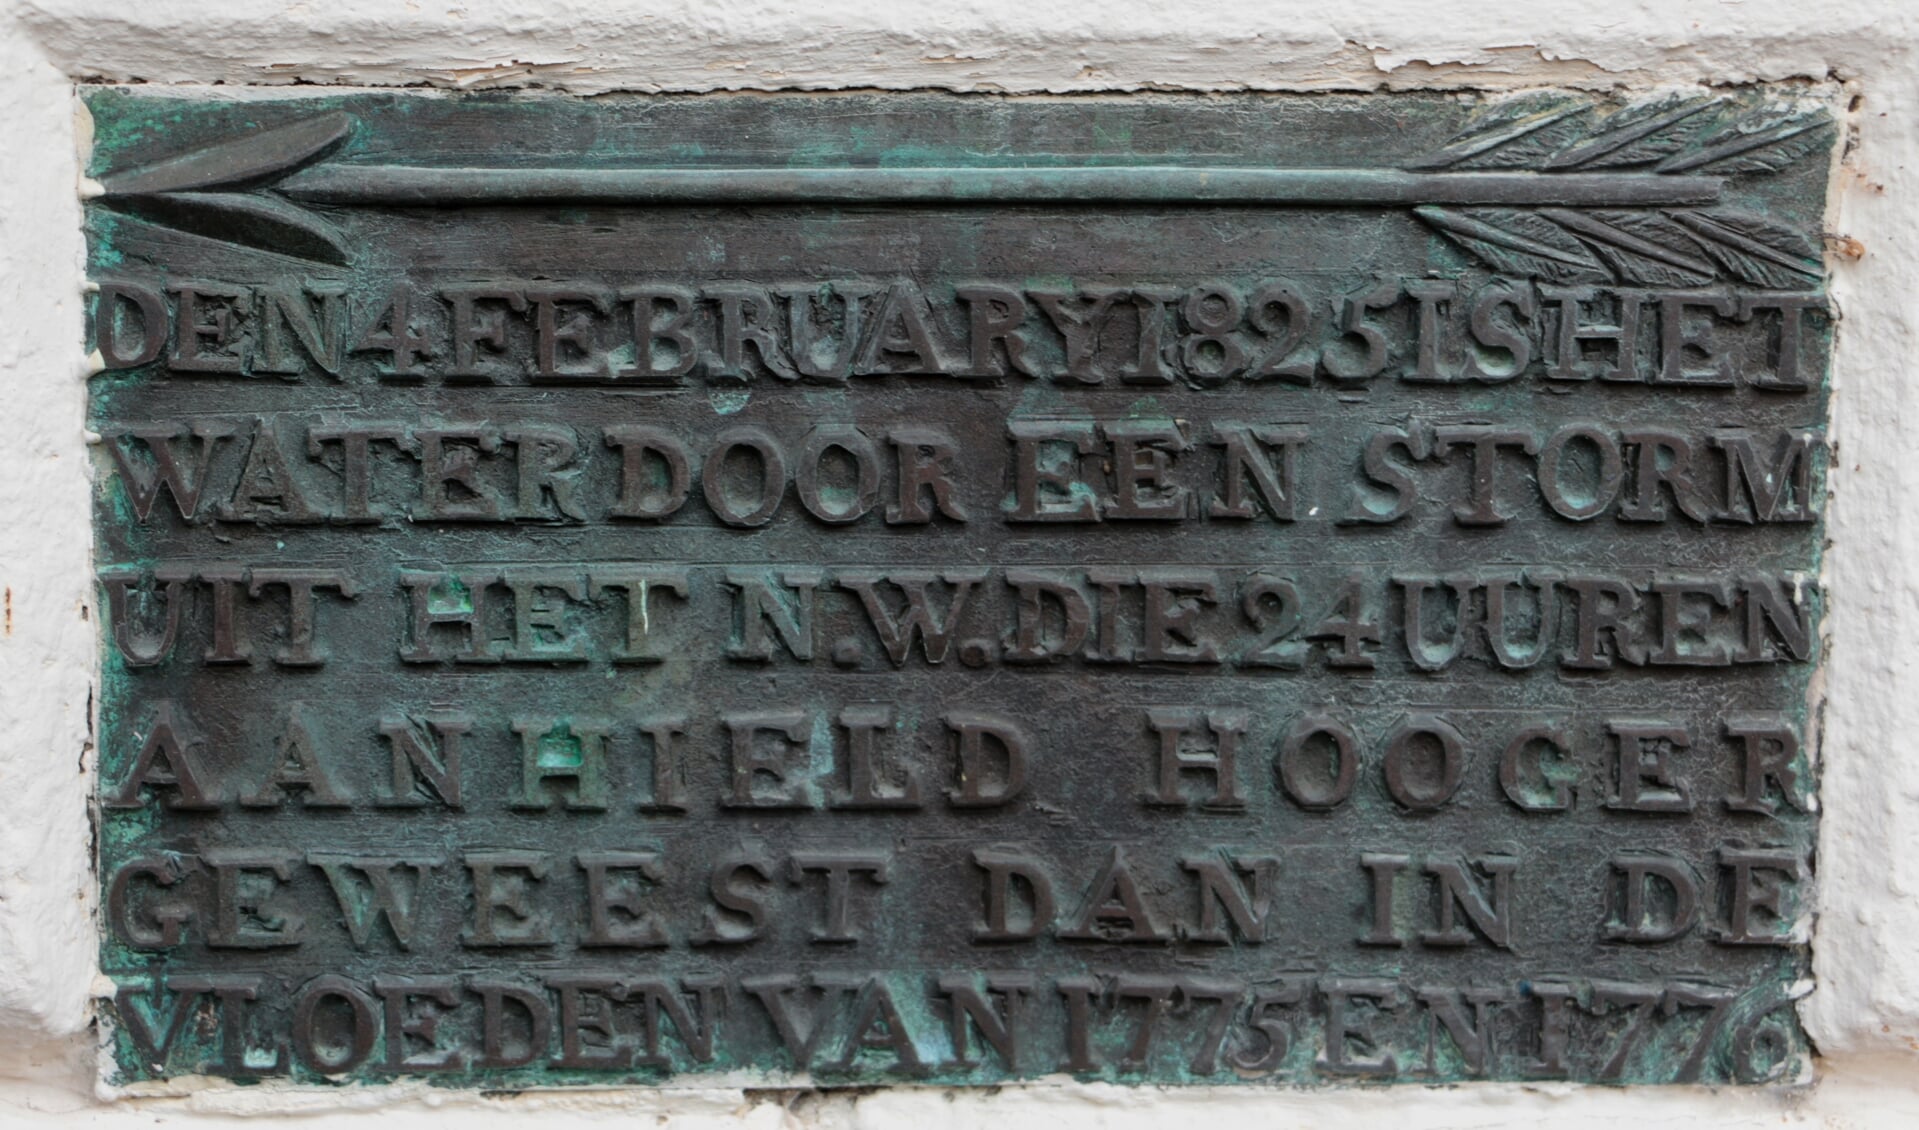 DEN 4 FEBRUARY 1825 IS HET
WATER DOOR EEN STORM
UIT HET N.W. DIE 24 UUREN
AANHIELD HOOGER
GEWEEST DAN IN DE
VLOEDEN VAN 1775 EN 1776